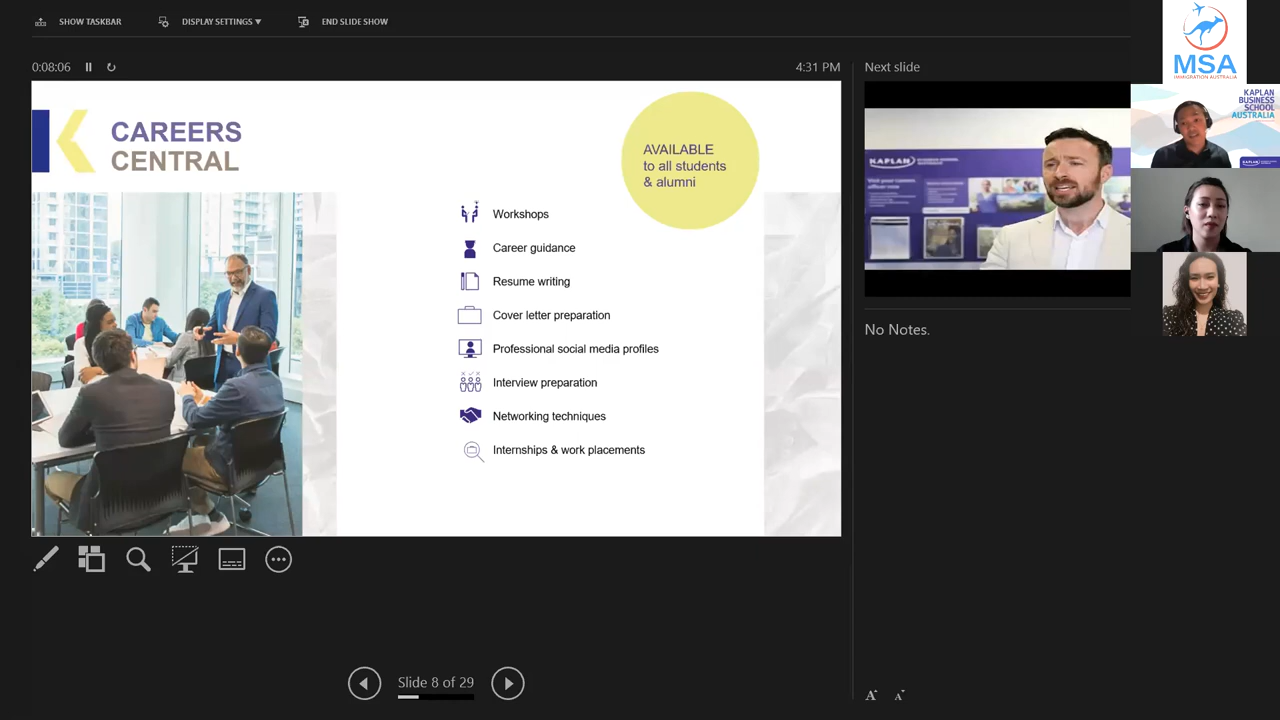 SHOW TASKBAR
DISPLAY SETTINGS ▼
END SLIDE SHOW
0:08:06
4:31 PM
Next slide
CAREERS
CENTRAL
AVAILABLE
to all students
& alumni
Workshops
Career guidance
Resume writing
Cover letter preparation
Professional social media profiles
Interview preparation
Networking techniques
Internships & work placements
KAPLAN
No Notes.
MSA
IMMIGRATION AUSTRALIA
KAPLAN
BUSINESS
SCHOOL
AUSTRALIA
KAPLAN
Slide 8 of 29
A
A